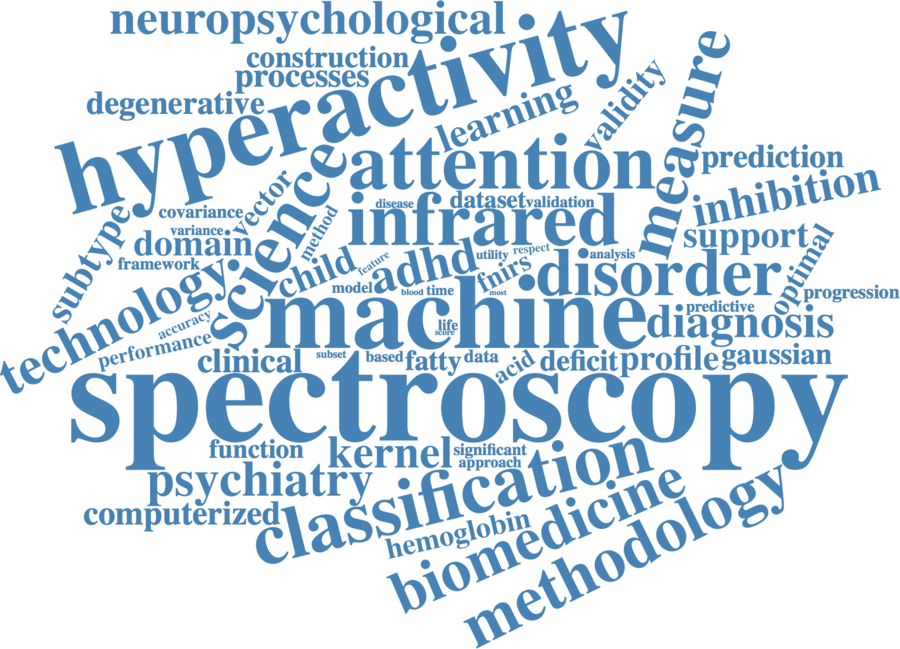 neuropsychological
construction
processes
degenerative
hyperactivity
learning
validity
measure
attention
prediction
inhibition
science
vector
covariance
variance
disease
dataset
validation
infrared
subtype
domain
method
support
framework
child
feature
adhd
utility
respect
fnirs
analysis
disorder
optimal
technology
model
blood
time
most
progression
machine
predictive
accuracy
life
score
diagnosis
performance
clinical
subset
based
fatty
data
acid
deficit
profile
gaussian
spectroscopy
function
kernel
significant
approach
psychiatry
classification
computerized
hemoglobin
biomedicine
methodology